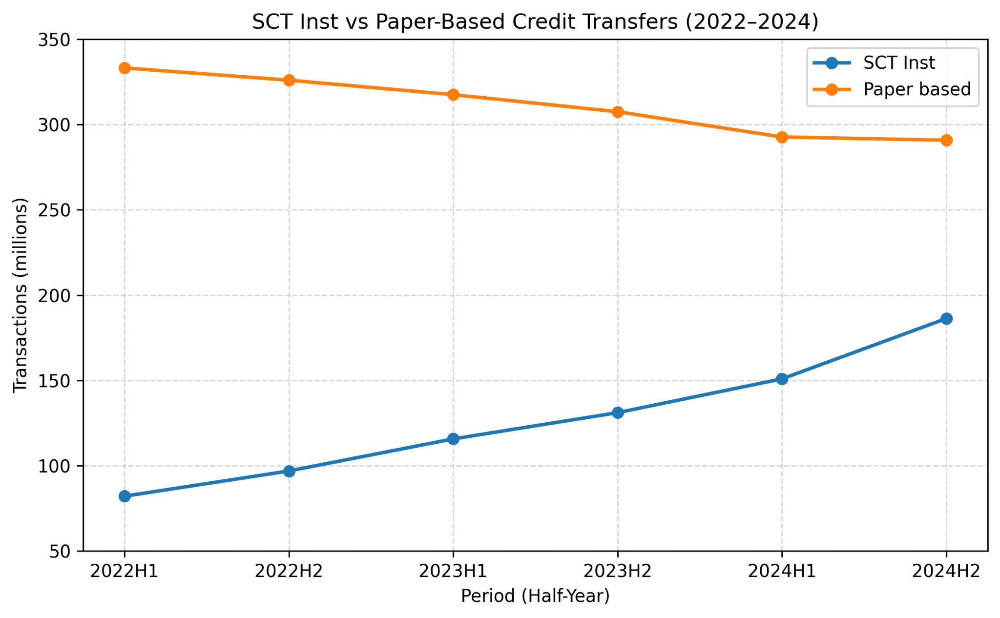 SCT Inst vs Paper-Based Credit Transfers (2022–2024)
350
300
250
200
150
100
50
Transactions (millions)
SCT Inst
Paper based
2022H1 2022H2 2023H1 2023H2 2024H1 2024H2
Period (Half-Year)